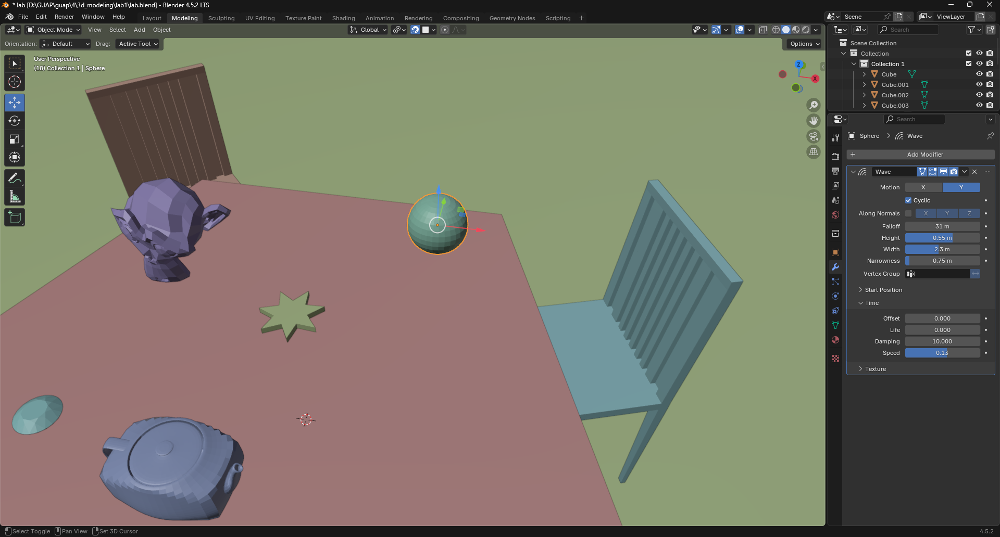 * lab [D:\GUAP\guap\4\3d_modeling\lab1\lab.blend] - Blender 4.5.2 LTS
File Edit Render Window Help Layout Modeling Sculpting UV Editing Texture Paint Shading Animation Rendering Compositing Geometry Nodes Scripting + Scene ViewLayer
Object Mode View Select Add Object Global Search
Orientation: Default Drag: Active Tool Options
User Perspective
(18) Collection 1 | Sphere
Z
X
Scene Collection
Collection
Collection 1
Cube
Cube.001
Cube.002
Cube.003
Search
Sphere > Wave
+ Add Modifier
Wave
Motion X Y
Cyclic
Along Normals X Y Z
Falloff 31 m
Height 0.55 m
Width 2.3 m
Narrowness 0.75 m
Vertex Group
Start Position
Time
Offset 0.000
Life 0.000
Damping 10.000
Speed 0.13
Texture
Select Toggle Pan View Set 3D Cursor 4.5.2